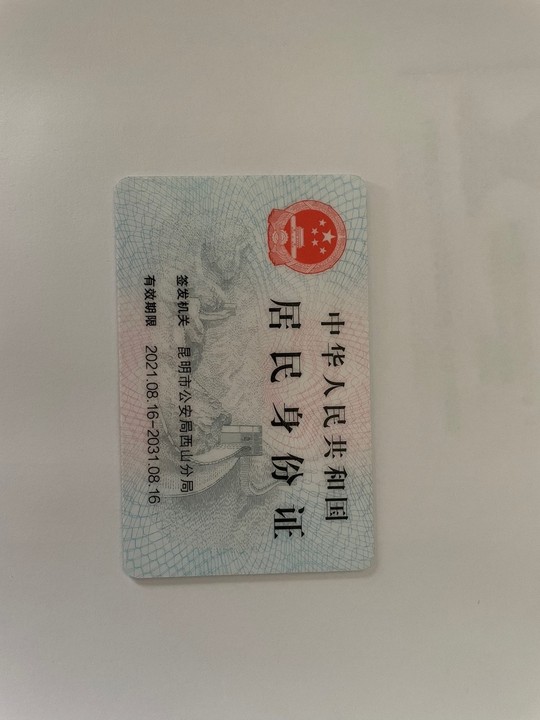 中华人民共和国
居民身份证
签发机关 昆明市公安局西山分局
有效期限 2021.08.16-2031.08.16